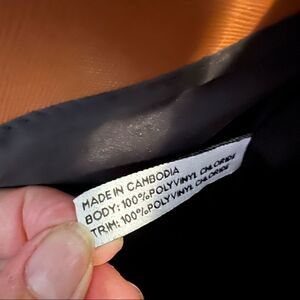 MADE IN CAMBODIA
BODY: 100%POLYVINYL CHLORIDE
TRIM: 100%POLYVINYL CHLORIDE